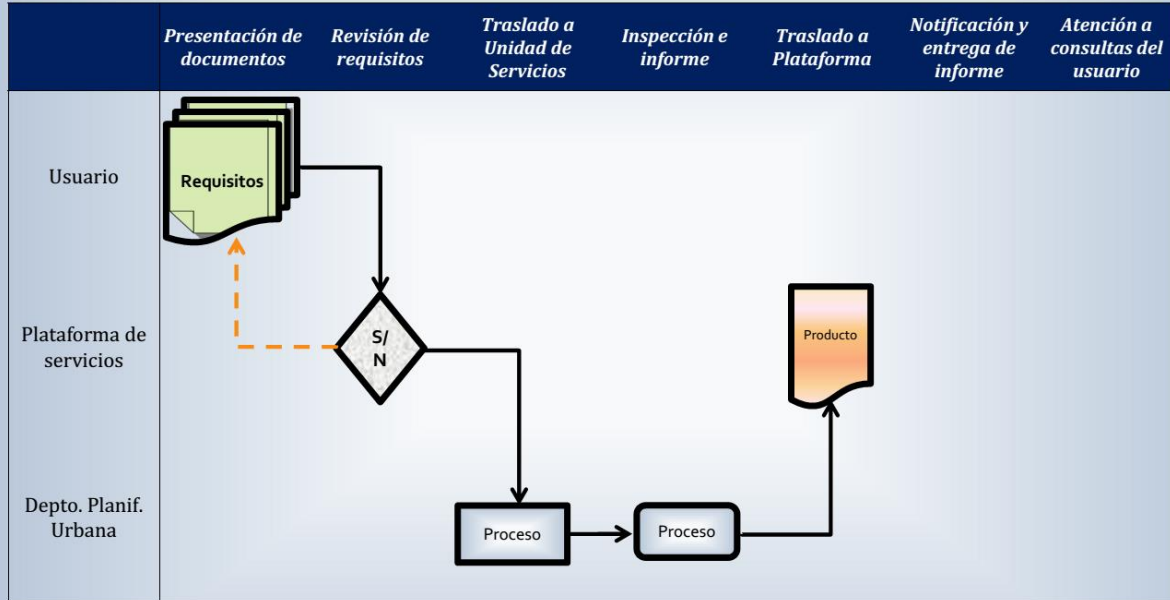 Presentación de
documentos
Revisión de
requisitos
Traslado a
Unidad de
Servicios
Inspección e
informe
Traslado a
Plataforma
Notificación y
entrega de
informe
Atención a
consultas del
usuario
Usuario
Requisitos
Plataforma de
servicios
S/
N
Producto
Depto. Planif.
Urbana
Proceso
Proceso